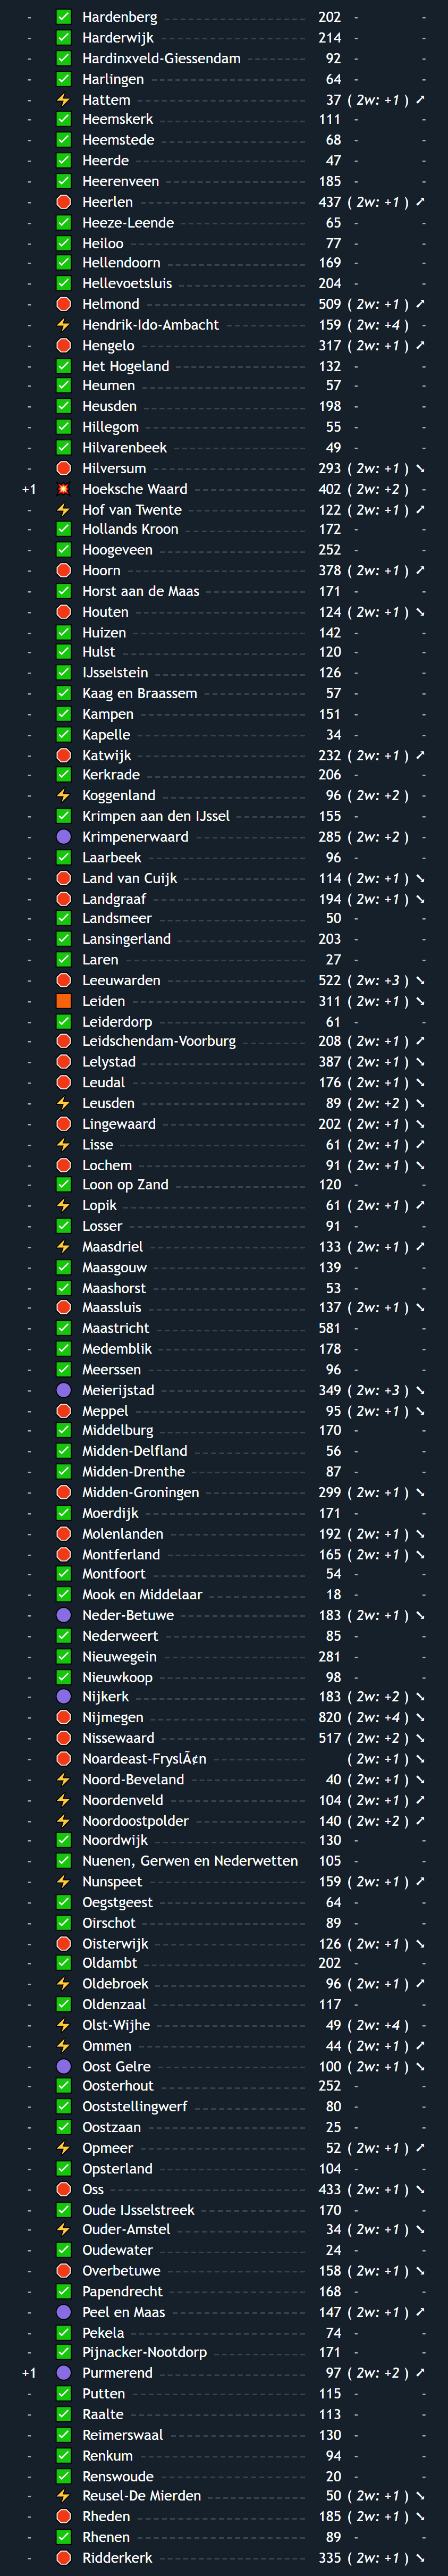 - ✅ Hardenberg 202 - -
- ✅ Harderwijk 214 - -
- ✅ Hardinxveld-Giessendam 92 - -
- ✅ Harlingen 64 - -
- ⚡ Hattem 37 ( 2w: +1 ) ➚
- ✅ Heemskerk 111 - -
- ✅ Heemstede 68 - -
- ✅ Heerde 47 - -
- ✅ Heerenveen 185 - -
- 🛑 Heerlen 437 ( 2w: +1 ) ➚
- ✅ Heeze-Leende 65 - -
- ✅ Heiloo 77 - -
- ✅ Hellendoorn 169 - -
- ✅ Hellevoetsluis 204 - -
- 🛑 Helmond 509 ( 2w: +1 ) ➚
- ⚡ Hendrik-Ido-Ambacht 159 ( 2w: +4 ) -
- 🛑 Hengelo 317 ( 2w: +1 ) ➚
- ✅ Het Hogeland 132 - -
- ✅ Heumen 57 - -
- ✅ Heusden 198 - -
- ✅ Hillegom 55 - -
- ✅ Hilvarenbeek 49 - -
- 🛑 Hilversum 293 ( 2w: +1 ) ➘
+1 💥 Hoeksche Waard 402 ( 2w: +2 ) -
- ⚡ Hof van Twente 122 ( 2w: +1 ) ➚
- ✅ Hollands Kroon 172 - -
- ✅ Hoogeveen 252 - -
- 🛑 Hoorn 378 ( 2w: +1 ) ➚
- ✅ Horst aan de Maas 171 - -
- 🛑 Houten 124 ( 2w: +1 ) ➘
- ✅ Huizen 142 - -
- ✅ Hulst 120 - -
- ✅ IJsselstein 126 - -
- ✅ Kaag en Braassem 57 - -
- ✅ Kampen 151 - -
- ✅ Kapelle 34 - -
- 🛑 Katwijk 232 ( 2w: +1 ) ➚
- ✅ Kerkrade 206 - -
- ⚡ Koggenland 96 ( 2w: +2 ) -
- ✅ Krimpen aan den IJssel 155 - -
- 🟣 Krimpenerwaard 285 ( 2w: +2 ) -
- ✅ Laarbeek 96 - -
- 🛑 Land van Cuijk 114 ( 2w: +1 ) ➘
- 🛑 Landgraaf 194 ( 2w: +1 ) ➘
- ✅ Landsmeer 50 - -
- ✅ Lansingerland 203 - -
- ✅ Laren 27 - -
- 🛑 Leeuwarden 522 ( 2w: +3 ) ➘
- 🟧 Leiden 311 ( 2w: +1 ) ➘
- ✅ Leiderdorp 61 - -
- 🛑 Leidschendam-Voorburg 208 ( 2w: +1 ) ➚
- 🛑 Lelystad 387 ( 2w: +1 ) ➘
- 🛑 Leudal 176 ( 2w: +1 ) ➘
- ⚡ Leusden 89 ( 2w: +2 ) ➘
- 🛑 Lingewaard 202 ( 2w: +1 ) ➘
- ⚡ Lisse 61 ( 2w: +1 ) ➚
- 🛑 Lochem 91 ( 2w: +1 ) ➘
- ✅ Loon op Zand 120 - -
- ⚡ Lopik 61 ( 2w: +1 ) ➚
- ✅ Losser 91 - -
- ⚡ Maasdriel 133 ( 2w: +1 ) ➚
- ✅ Maasgouw 139 - -
- ✅ Maashorst 53 - -
- 🛑 Maassluis 137 ( 2w: +1 ) ➘
- ✅ Maastricht 581 - -
- ✅ Medemblik 178 - -
- ✅ Meerssen 96 - -
- 🟣 Meierijstad 349 ( 2w: +3 ) ➘
- 🛑 Meppel 95 ( 2w: +1 ) ➘
- ✅ Middelburg 170 - -
- ✅ Midden-Delfland 56 - -
- ✅ Midden-Drenthe 87 - -
- 🛑 Midden-Groningen 299 ( 2w: +1 ) ➘
- ✅ Moerdijk 171 - -
- 🛑 Molenlanden 192 ( 2w: +1 ) ➘
- 🛑 Montferland 165 ( 2w: +1 ) ➘
- ✅ Montfoort 54 - -
- ✅ Mook en Middelaar 18 - -
- 🟣 Neder-Betuwe 183 ( 2w: +1 ) ➘
- ✅ Nederweert 85 - -
- ✅ Nieuwegein 281 - -
- ✅ Nieuwkoop 98 - -
- 🟣 Nijkerk 183 ( 2w: +2 ) ➘
- 🛑 Nijmegen 820 ( 2w: +4 ) ➘
- 🛑 Nissewaard 517 ( 2w: +2 ) ➘
- 🛑 Noardeast-FryslÃ¢n ( 2w: +1 ) ➘
- ⚡ Noord-Beveland 40 ( 2w: +1 ) ➘
- ⚡ Noordenveld 104 ( 2w: +1 ) ➚
- ⚡ Noordoostpolder 140 ( 2w: +2 ) ➚
- ✅ Noordwijk 130 - -
- ✅ Nuenen, Gerwen en Nederwetten 105 - -
- ⚡ Nunspeet 159 ( 2w: +1 ) ➚
- ✅ Oegstgeest 64 - -
- ✅ Oirschot 89 - -
- 🛑 Oisterwijk 126 ( 2w: +1 ) ➘
- ✅ Oldambt 202 - -
- ⚡ Oldebroek 96 ( 2w: +1 ) ➚
- ✅ Oldenzaal 117 - -
- ⚡ Olst-Wijhe 49 ( 2w: +4 ) -
- ⚡ Ommen 44 ( 2w: +1 ) ➚
- 🟣 Oost Gelre 100 ( 2w: +1 ) ➘
- ✅ Oosterhout 252 - -
- ✅ Ooststellingwerf 80 - -
- ✅ Oostzaan 25 - -
- ⚡ Opmeer 52 ( 2w: +1 ) ➚
- ✅ Opsterland 104 - -
- 🛑 Oss 433 ( 2w: +1 ) ➘
- ✅ Oude IJsselstreek 170 - -
- ⚡ Ouder-Amstel 34 ( 2w: +1 ) ➘
- ✅ Oudewater 24 - -
- 🛑 Overbetuwe 158 ( 2w: +1 ) ➘
- ✅ Papendrecht 168 - -
- 🟣 Peel en Maas 147 ( 2w: +1 ) ➚
- ✅ Pekela 74 - -
- ✅ Pijnacker-Nootdorp 171 - -
+1 🟣 Purmerend 97 ( 2w: +2 ) ➚
- ✅ Putten 115 - -
- ✅ Raalte 113 - -
- ✅ Reimerswaal 130 - -
- ✅ Renkum 94 - -
- ✅ Renswoude 20 - -
- ⚡ Reusel-De Mierden 50 ( 2w: +1 ) ➘
- 🛑 Rheden 185 ( 2w: +1 ) ➘
- ✅ Rhenen 89 - -
- 🛑 Ridderkerk 335 ( 2w: +1 ) ➘